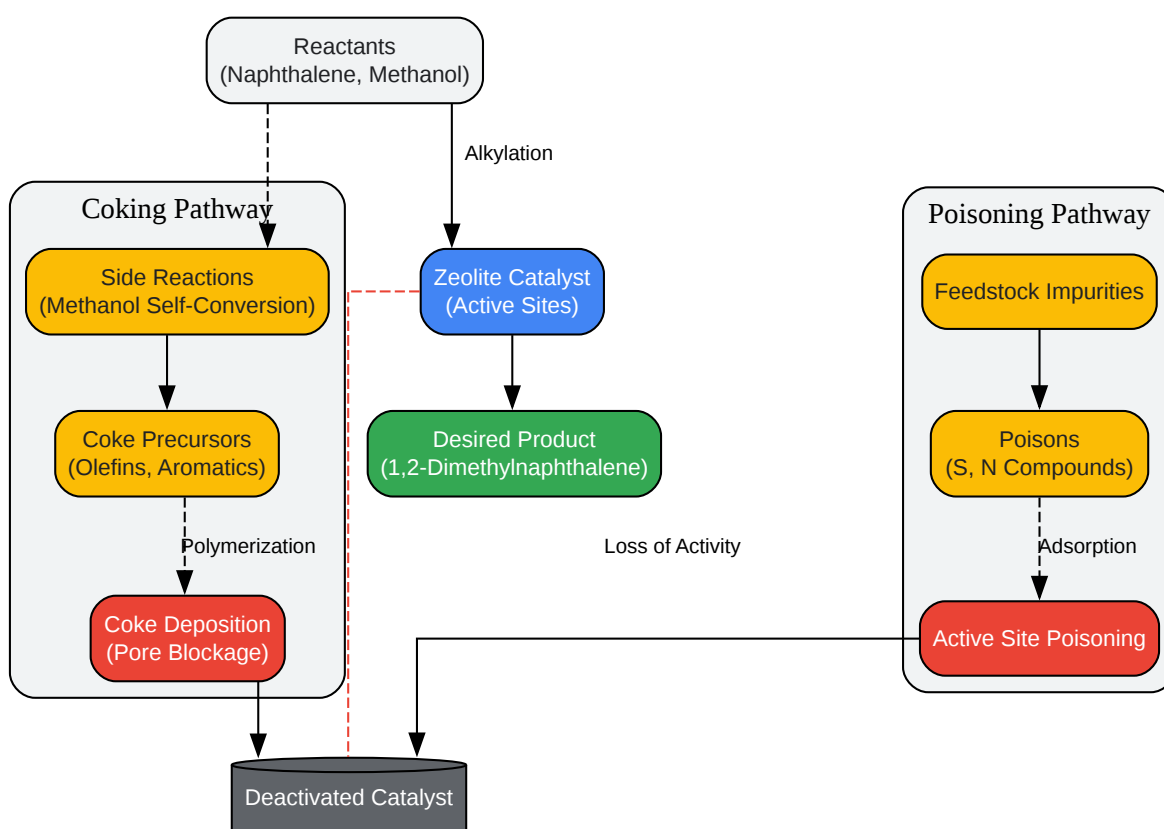 Reactants
(Naphthalene, Methanol)
Alkylation
Coking Pathway
Poisoning Pathway
Side Reactions
(Methanol Self-Conversion)
Zeolite Catalyst
(Active Sites)
Feedstock Impurities
Coke Precursors
(Olefins, Aromatics)
Desired Product
(1,2-Dimethylnaphthalene)
Poisons
(S, N Compounds)
Polymerization
Loss of Activity
Adsorption
Coke Deposition
(Pore Blockage)
Active Site Poisoning
Deactivated Catalyst